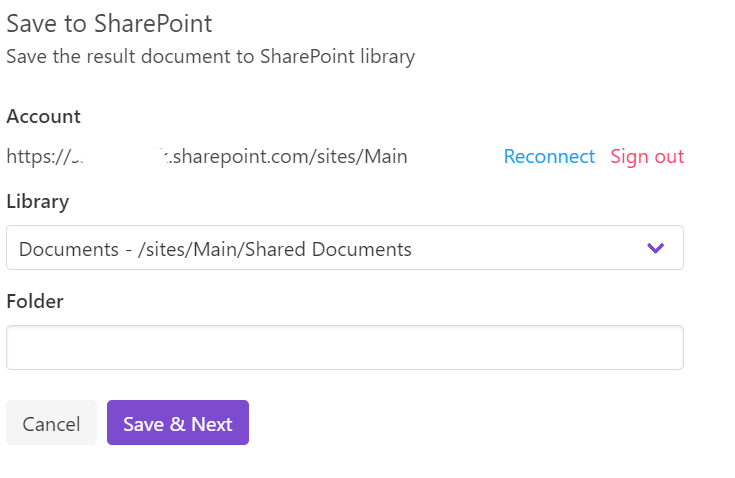 Save to SharePoint
Save the result document to SharePoint library
Account
https:// .sharepoint.com/sites/Main Reconnect Sign out
Library
Documents - /sites/Main/Shared Documents
Folder
Cancel Save & Next